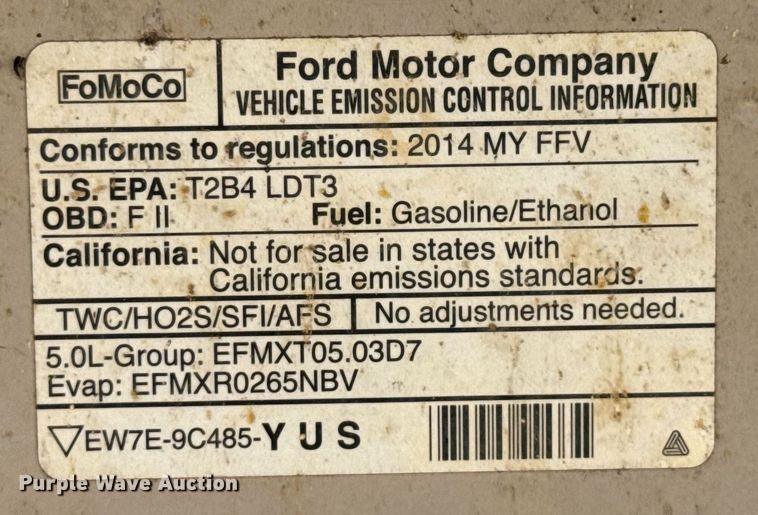 FoMoCo
Ford Motor Company
VEHICLE EMISSION CONTROL INFORMATION
Conforms to regulations: 2014 MY FFV
U.S. EPA: T2B4 LDT3
OBD: F II Fuel: Gasoline/Ethanol
California: Not for sale in states with
California emissions standards.
TWC/HO2S/SFI/AFS No adjustments needed.
5.0L-Group: EFMXT05.03D7
Evap: EFMXR0265NBV
EW7E-9C485-Y U S
Purple Wave Auction